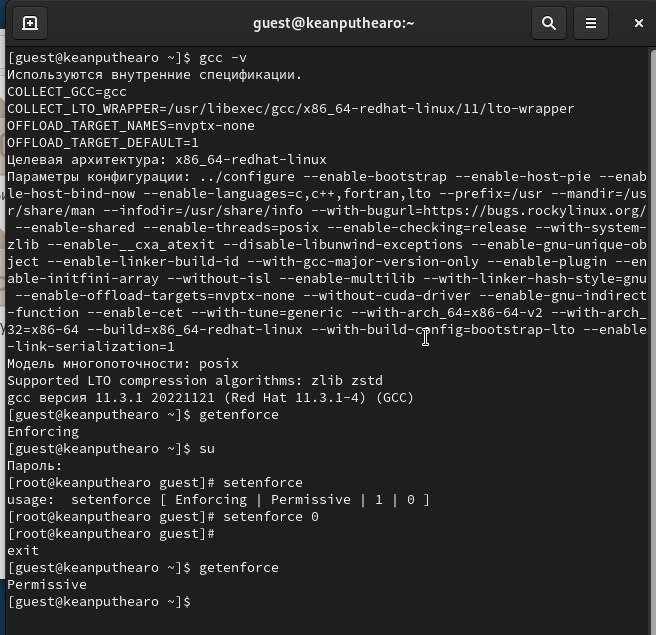 guest@keanputhearo:~
[guest@keanputhearo ~]$ gcc -v
Используются внутренние спецификации.
COLLECT_GCC=gcc
COLLECT_LTO_WRAPPER=/usr/libexec/gcc/x86_64-redhat-linux/11/lto-wrapper
OFFLOAD_TARGET_NAMES=nvptx-none
OFFLOAD_TARGET_DEFAULT=1
Целевая архитектура: x86_64-redhat-linux
Параметры конфигурации: ../configure --enable-bootstrap --enable-host-pie --enab
le-host-bind-now --enable-languages=c,c++,fortran,lto --prefix=/usr --mandir=/us
r/share/man --infodir=/usr/share/info --with-bugurl=https://bugs.rockylinux.org/
 --enable-shared --enable-threads=posix --enable-checking=release --with-system-
zlib --enable-__cxa_atexit --disable-libunwind-exceptions --enable-gnu-unique-ob
ject --enable-linker-build-id --with-gcc-major-version-only --enable-plugin --en
able-initfini-array --without-isl --enable-multilib --with-linker-hash-style=gnu
 --enable-offload-targets=nvptx-none --without-cuda-driver --enable-gnu-indirect
-function --enable-cet --with-tune=generic --with-arch_64=x86-64-v2 --with-arch_
32=x86-64 --build=x86_64-redhat-linux --with-build-config=bootstrap-lto --enable
-link-serialization=1
Модель многопоточности: posix
Supported LTO compression algorithms: zlib zstd
gcc версия 11.3.1 20221121 (Red Hat 11.3.1-4) (GCC)
[guest@keanputhearo ~]$ getenforce
Enforcing
[guest@keanputhearo ~]$ su
Пароль:
[root@keanputhearo guest]# setenforce
usage:  setenforce [ Enforcing | Permissive | 1 | 0 ]
[root@keanputhearo guest]# setenforce 0
[root@keanputhearo guest]#
exit
[guest@keanputhearo ~]$ getenforce
Permissive
[guest@keanputhearo ~]$